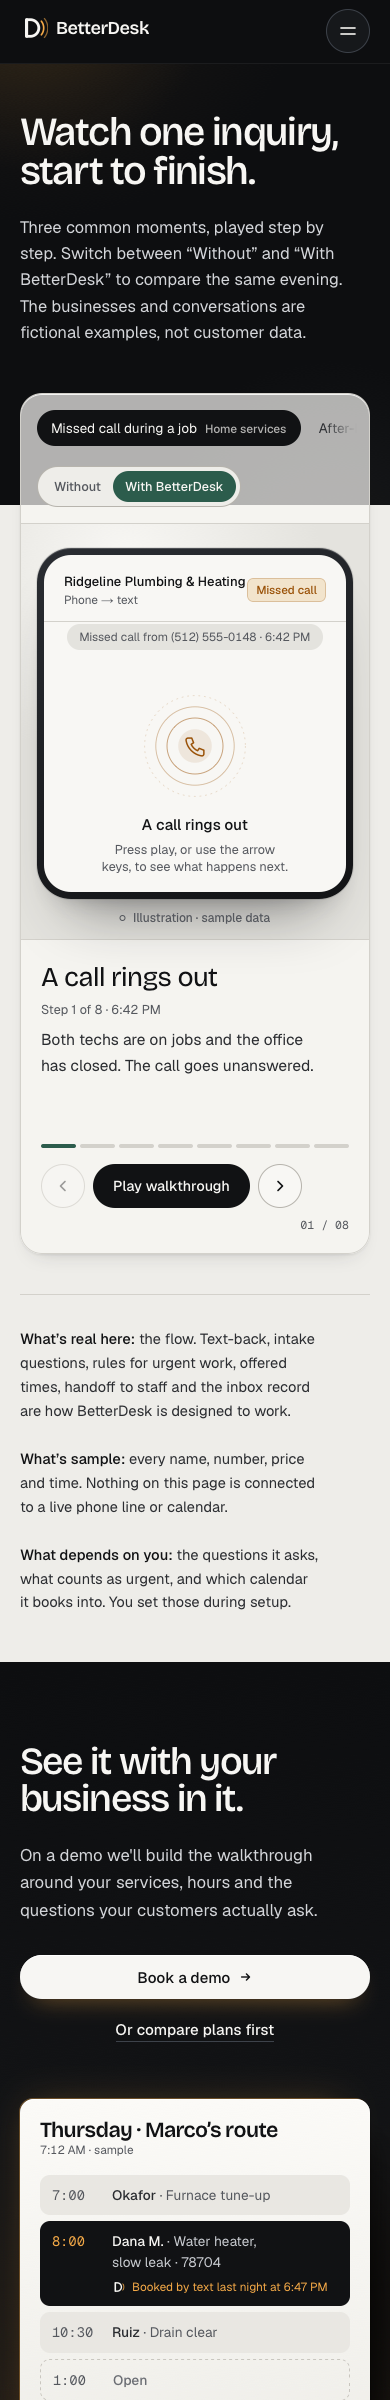 BetterDesk
Watch one inquiry,
start to finish.
Three common moments, played step by
step. Switch between “Without” and “With
BetterDesk” to compare the same evening.
The businesses and conversations are
fictional examples, not customer data.
Missed call during a job Home services After-
Without With BetterDesk
Ridgeline Plumbing & Heating
Missed call
Phone → text
Missed call from (512) 555-0148 · 6:42 PM
A call rings out
Press play, or use the arrow
keys, to see what happens next.
Illustration · sample data
A call rings out
Step 1 of 8 · 6:42 PM
Both techs are on jobs and the office
has closed. The call goes unanswered.
Play walkthrough
01 / 08
What’s real here: the flow. Text-back, intake
questions, rules for urgent work, offered
times, handoff to staff and the inbox record
are how BetterDesk is designed to work.
What’s sample: every name, number, price
and time. Nothing on this page is connected
to a live phone line or calendar.
What depends on you: the questions it asks,
what counts as urgent, and which calendar
it books into. You set those during setup.
See it with your
business in it.
On a demo we'll build the walkthrough
around your services, hours and the
questions your customers actually ask.
Book a demo →
Or compare plans first
Thursday · Marco’s route
7:12 AM · sample
7:00 Okafor · Furnace tune-up
8:00 Dana M. · Water heater,
slow leak · 78704
Booked by text last night at 6:47 PM
10:30 Ruiz · Drain clear
1:00 Open